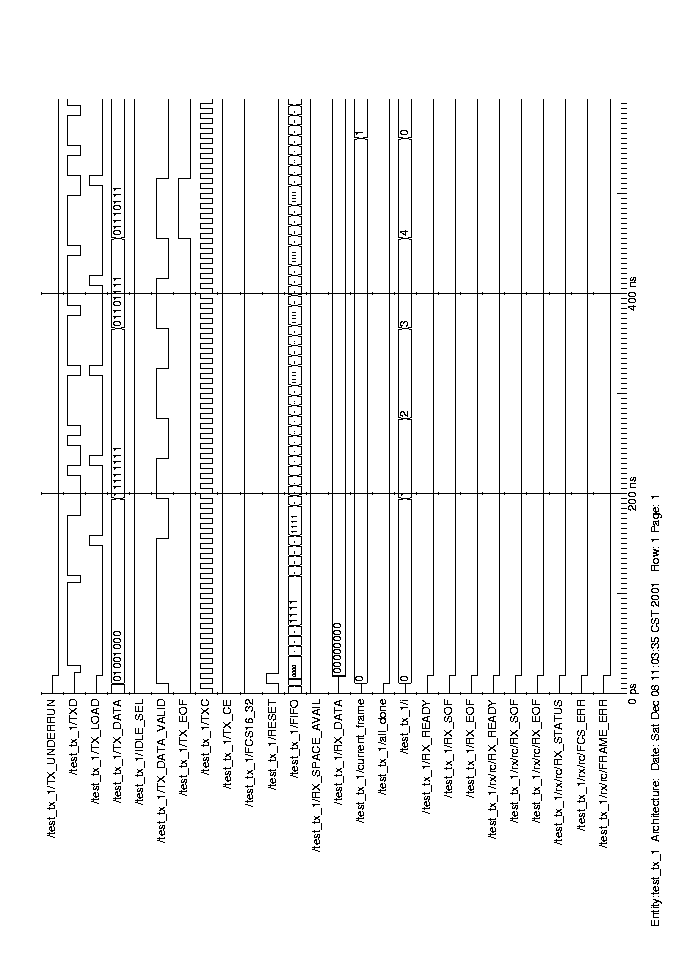 /test_tx_1/TX_UNDERRUN
/test_tx_1/TXD
/test_tx_1/TX_LOAD
/test_tx_1/TX_DATA 01001000 11111111 01101111 01110111
/test_tx_1/IDLE_SEL
/test_tx_1/TX_DATA_VALID
/test_tx_1/TX_EOF
/test_tx_1/TXC
/test_tx_1/TX_CE
/test_tx_1/FCS16_32
/test_tx_1/RESET
/test_tx_1/FIFO
/test_tx_1/RX_SPACE_AVAIL
/test_tx_1/RX_DATA 00000000
/test_tx_1/current_frame 0 1
/test_tx_1/all_done
/test_tx_1/i 0 1 2 3 4 0
/test_tx_1/RX_READY
/test_tx_1/RX_SOF
/test_tx_1/RX_EOF
/test_tx_1/rx/rc/RX_READY
/test_tx_1/rx/rc/RX_SOF
/test_tx_1/rx/rc/RX_EOF
/test_tx_1/rx/rc/RX_STATUS
/test_tx_1/rx/rc/FCS_ERR
/test_tx_1/rx/rc/FRAME_ERR
0 ps 200 ns 400 ns
Entity:test_tx_1 Architecture: Date: Sat Dec 08 11:03:35 CST 2001 Row: 1 Page: 1